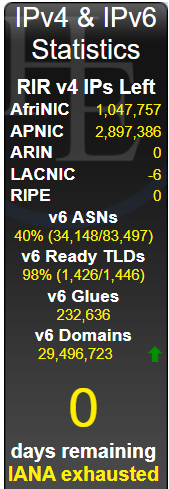 IPv4 & IPv6
Statistics
RIR v4 IPs Left
AfriNIC 1,047,757
APNIC 2,897,386
ARIN 0
LACNIC -6
RIPE 0
v6 ASNs
40% (34,148/83,497)
v6 Ready TLDs
98% (1,426/1,446)
v6 Glues
232,636
v6 Domains
29,496,723
0
days remaining
IANA exhausted